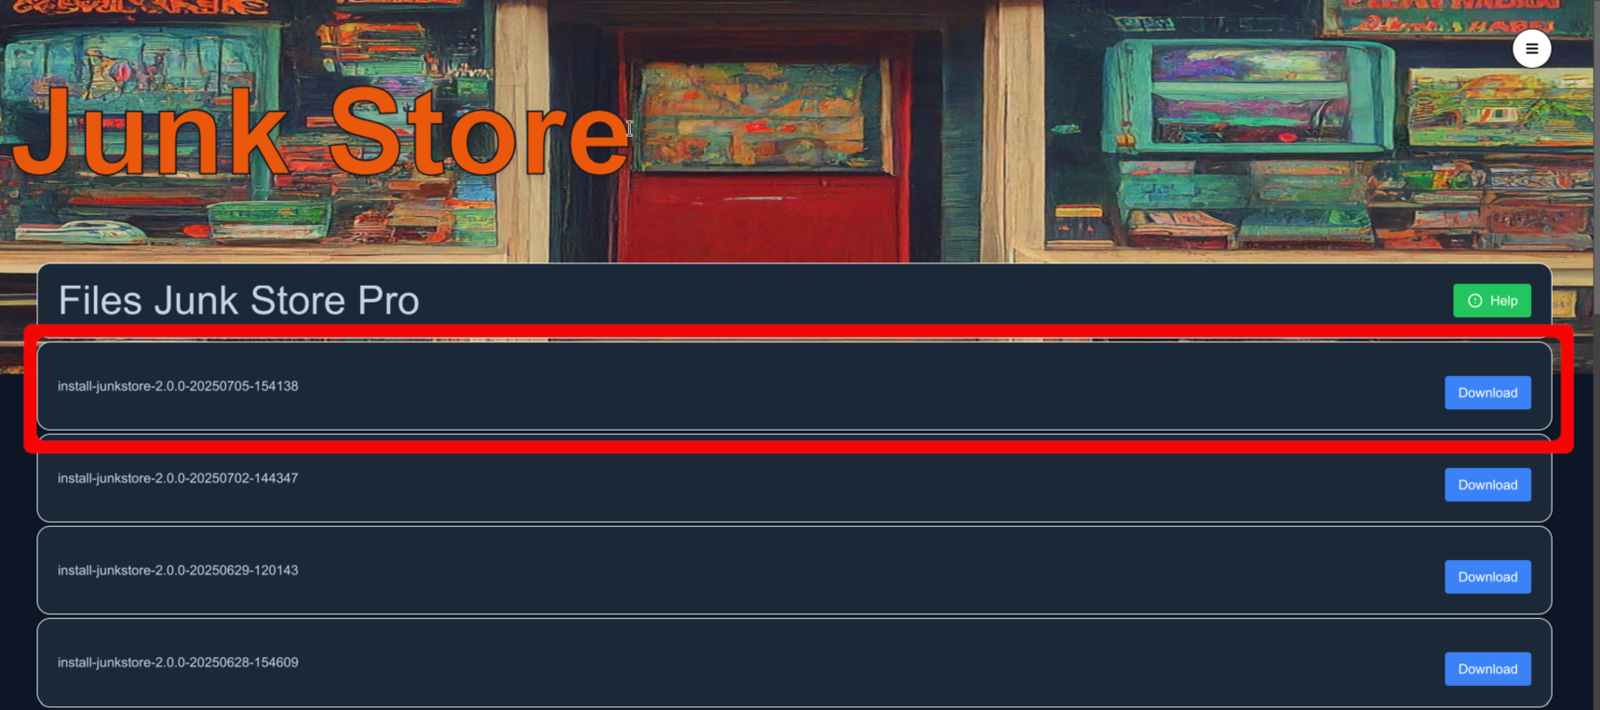 Junk Store
Files Junk Store Pro
Help
install-junkstore-2.0.0-20250705-154138
Download
install-junkstore-2.0.0-20250702-144347
Download
install-junkstore-2.0.0-20250629-120143
Download
install-junkstore-2.0.0-20250628-154609
Download